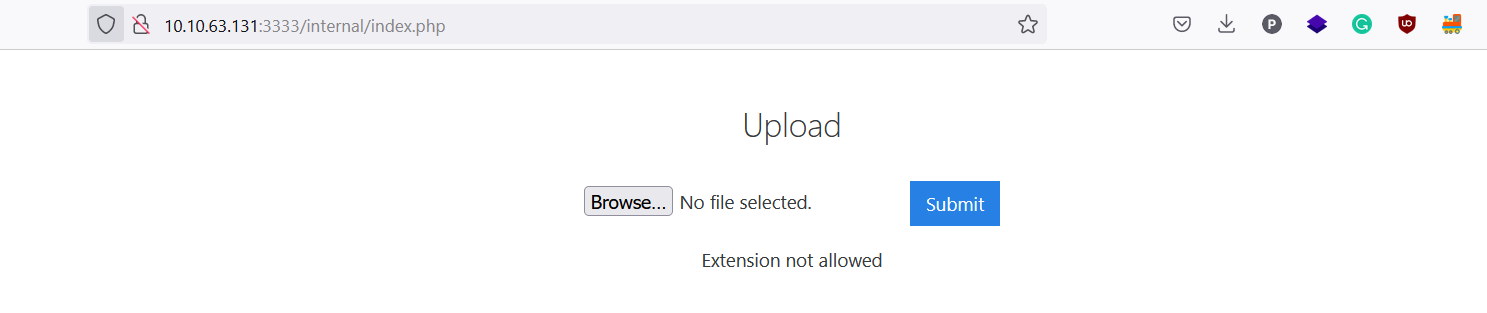 10.10.63.131:3333/internal/index.php
Upload
Browse... No file selected. Submit
Extension not allowed